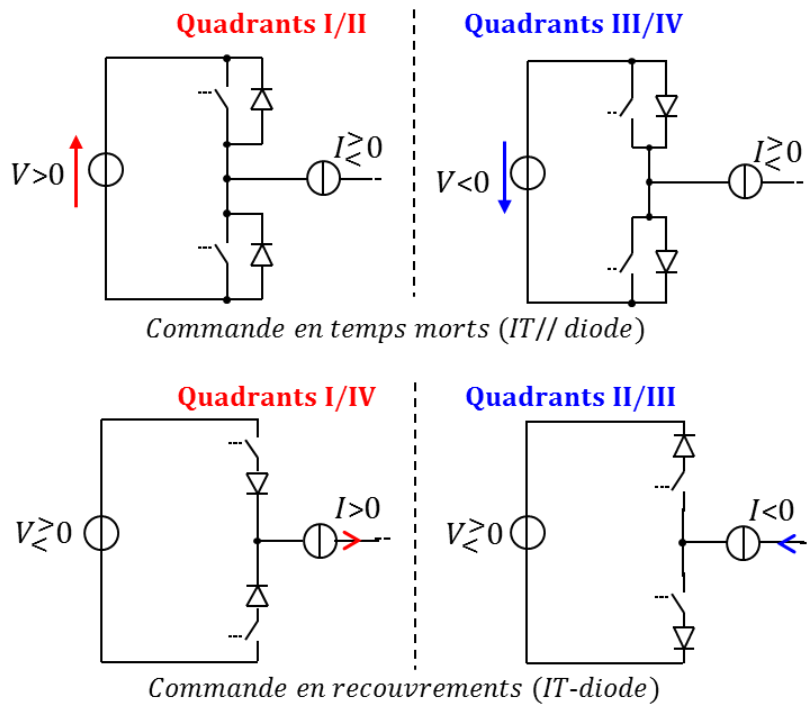 Quadrants I/II
Quadrants III/IV
V>0
I≷0
V<0
I≷0
Commande en temps morts (IT// diode)
Quadrants I/IV
Quadrants II/III
V≷0
I>0
V≷0
I<0
Commande en recouvrements (IT-diode)